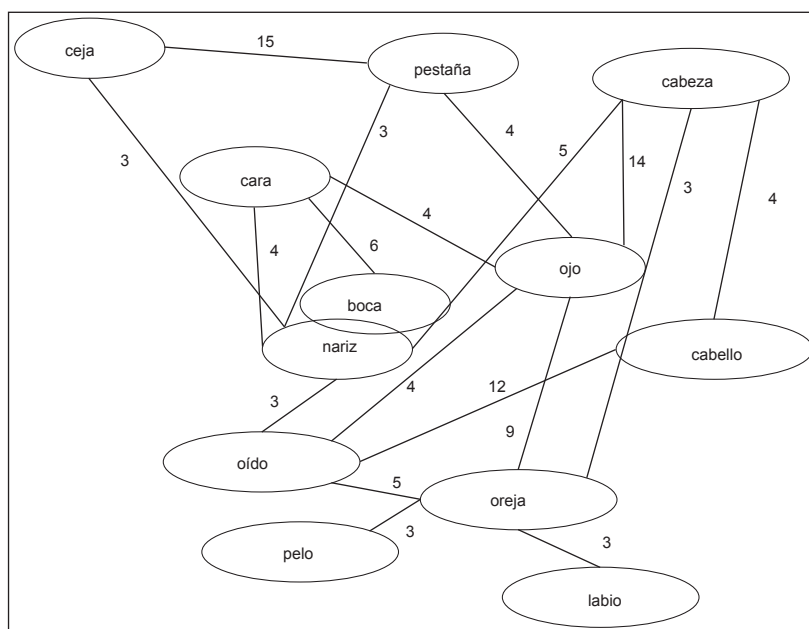 ceja
15
pestaña
cabeza
3
3
4
5
14
3
4
cara
4
4
6
ojo
boca
nariz
cabello
3
4
12
9
oído
5
oreja
3
pelo
3
labio